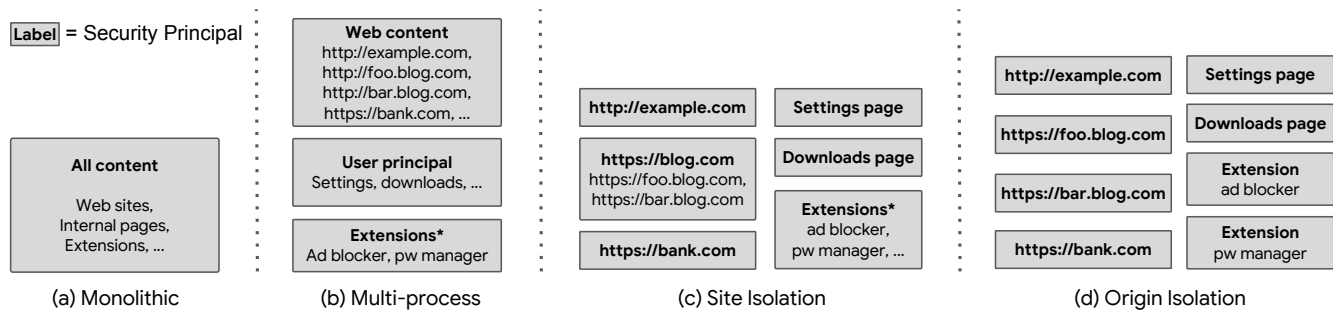 Label = Security Principal
All content
Web sites,
Internal pages,
Extensions, ...
(a) Monolithic
Web content
http://example.com,
http://foo.blog.com,
http://bar.blog.com,
https://bank.com, ...
User principal
Settings, downloads, ...
Extensions*
Ad blocker, pw manager
(b) Multi-process
http://example.com
https://blog.com
https://foo.blog.com,
https://bar.blog.com
https://bank.com
Settings page
Downloads page
Extensions*
ad blocker,
pw manager, ...
(c) Site Isolation
http://example.com
https://foo.blog.com
https://bar.blog.com
https://bank.com
Settings page
Downloads page
Extension
ad blocker
Extension
pw manager
(d) Origin Isolation